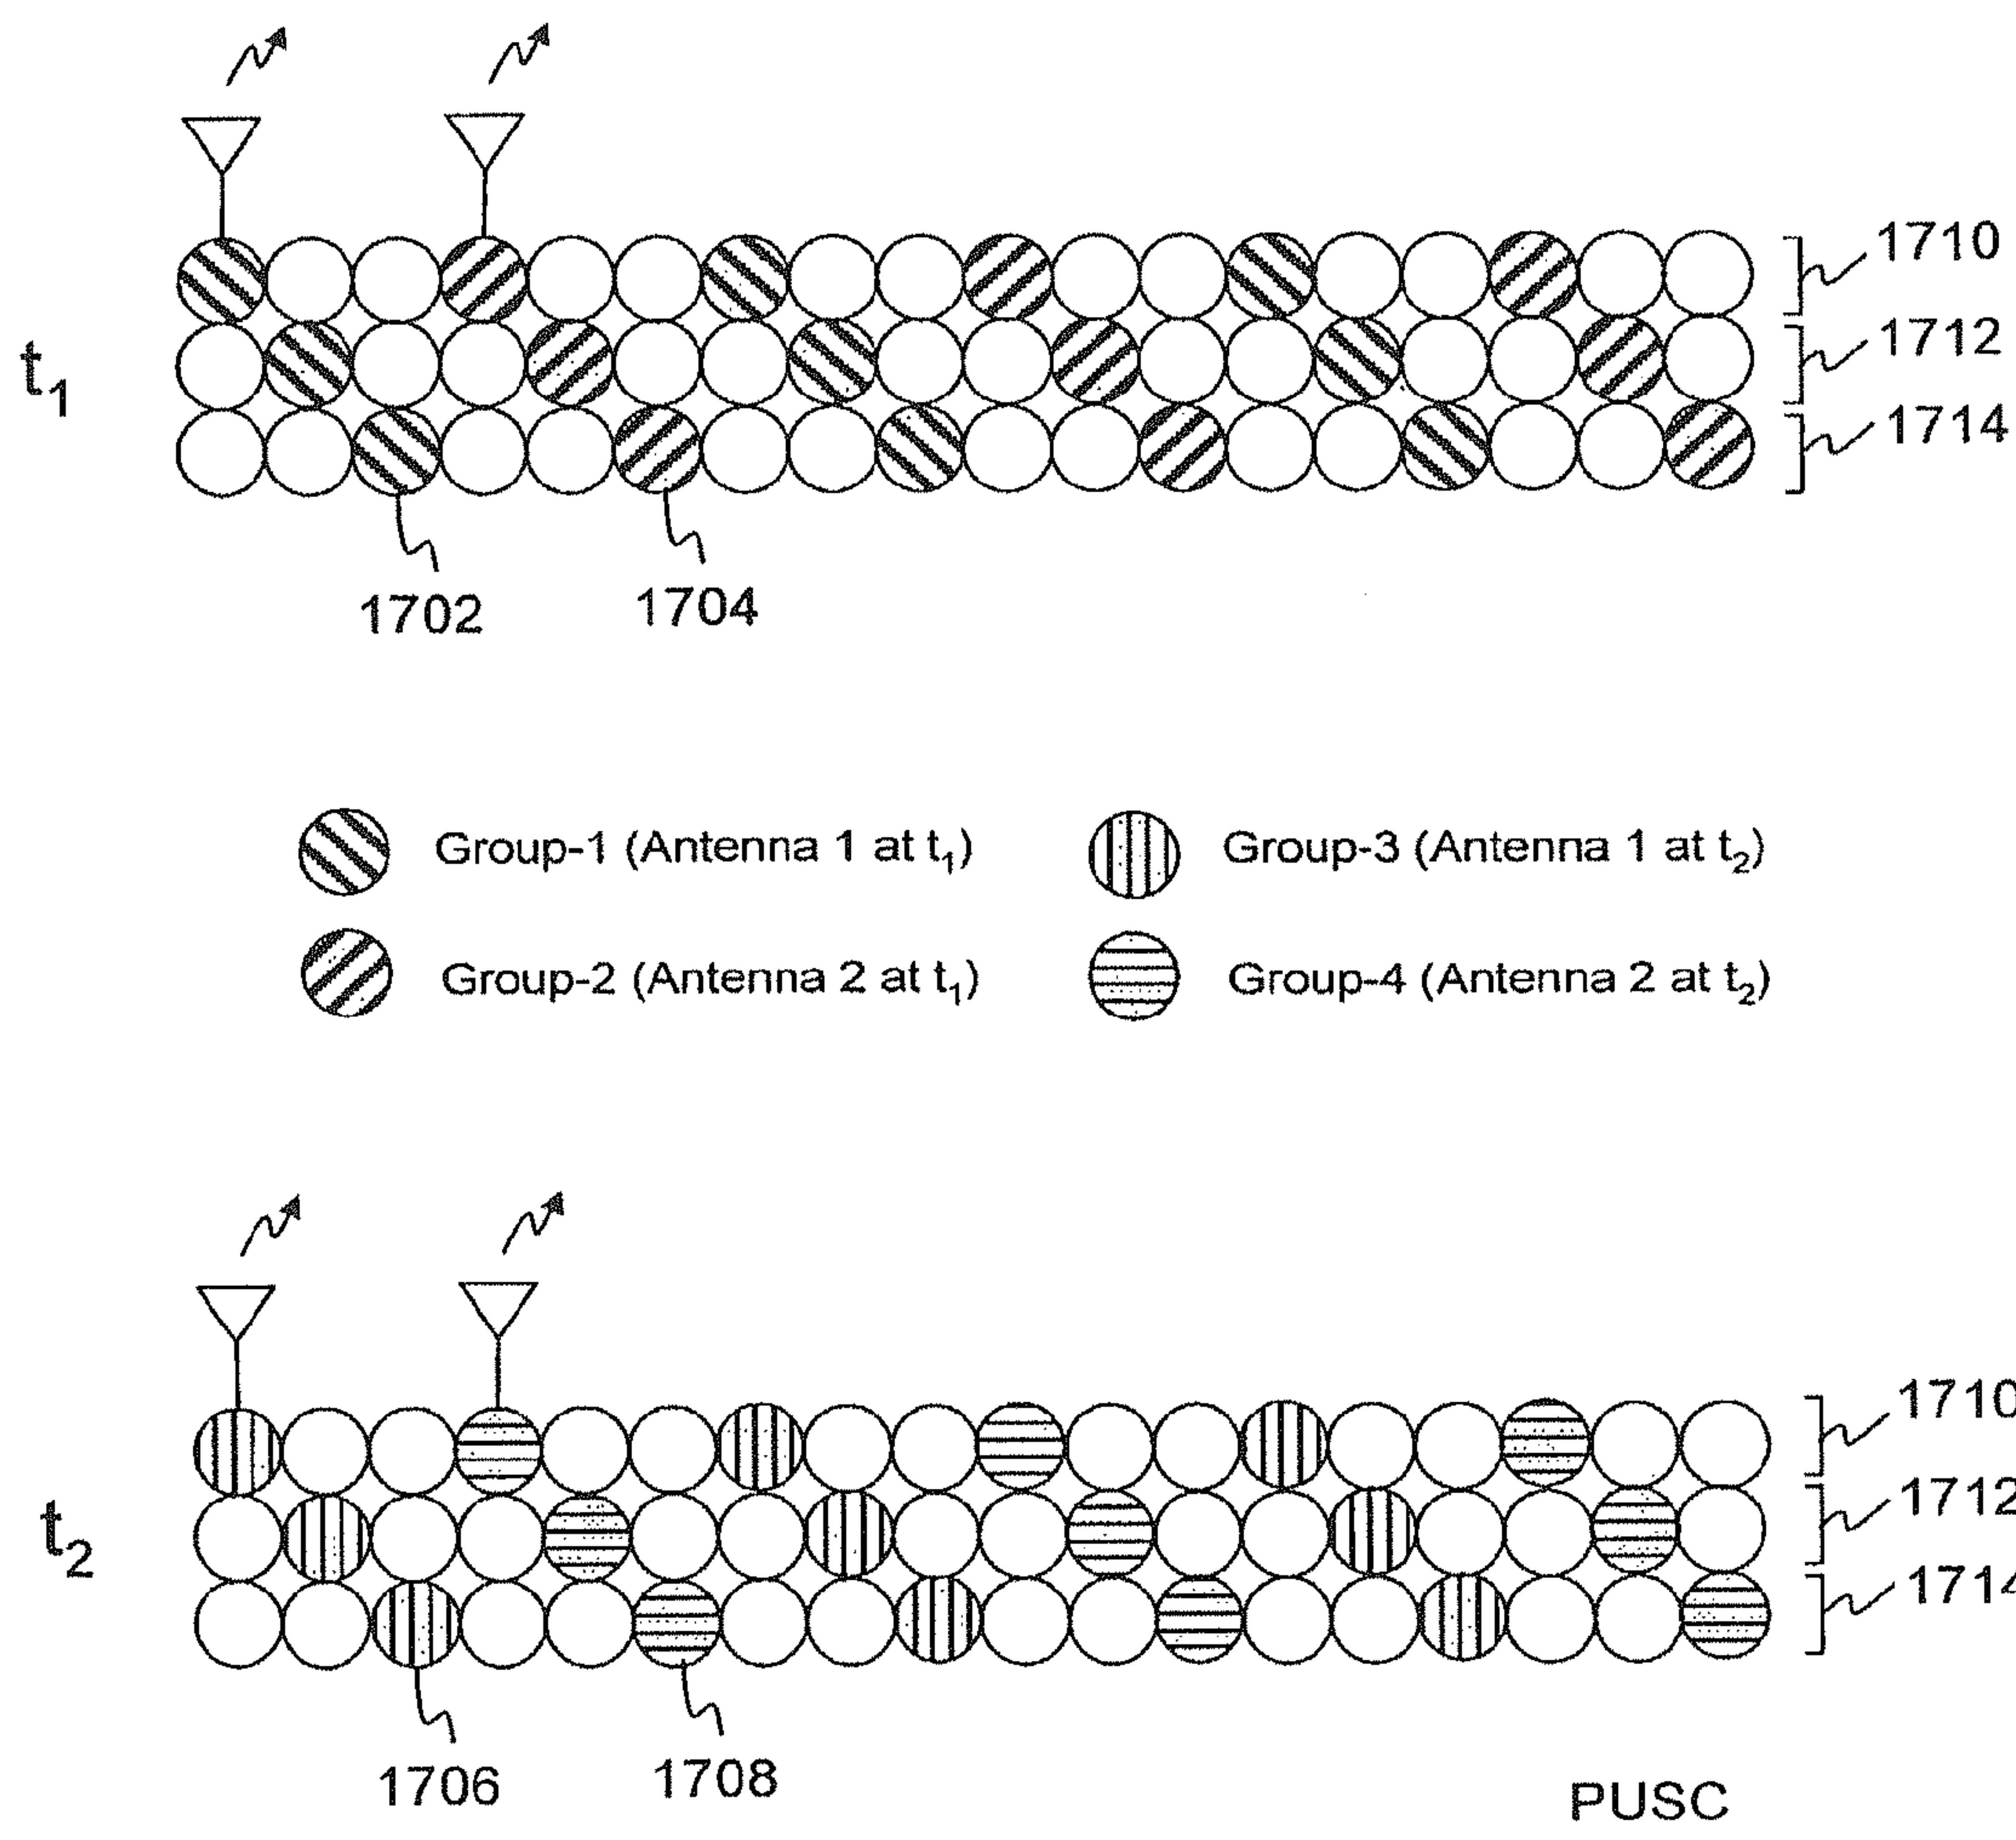 1710
1712
t1
1714
1702
1704
Group-1 (Antenna 1 at t1)
Group-3 (Antenna 1 at t2)
Group-2 (Antenna 2 at t1)
Group-4 (Antenna 2 at t2)
1710
1712
t2
1714
1706
1708
PUSC